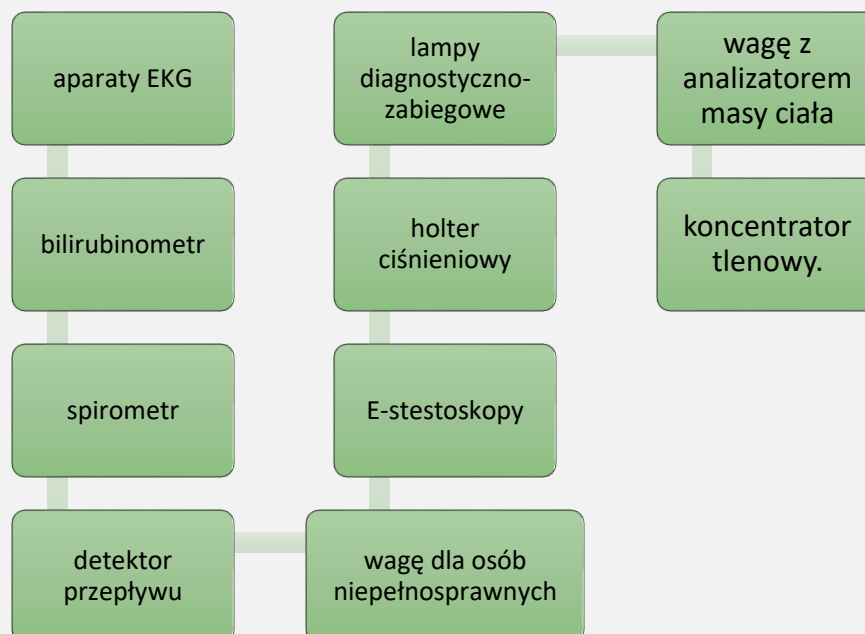 aparaty EKG
bilirubinometr
spirometr
detektor
przepływu
wagę dla osób
niepełnosprawnych
E-stestoskopy
holter
ciśnieniowy
lampy
diagnostyczno-
zabiegowe
wagę z
analizatorem
masy ciała
koncentrator
tlenowy.